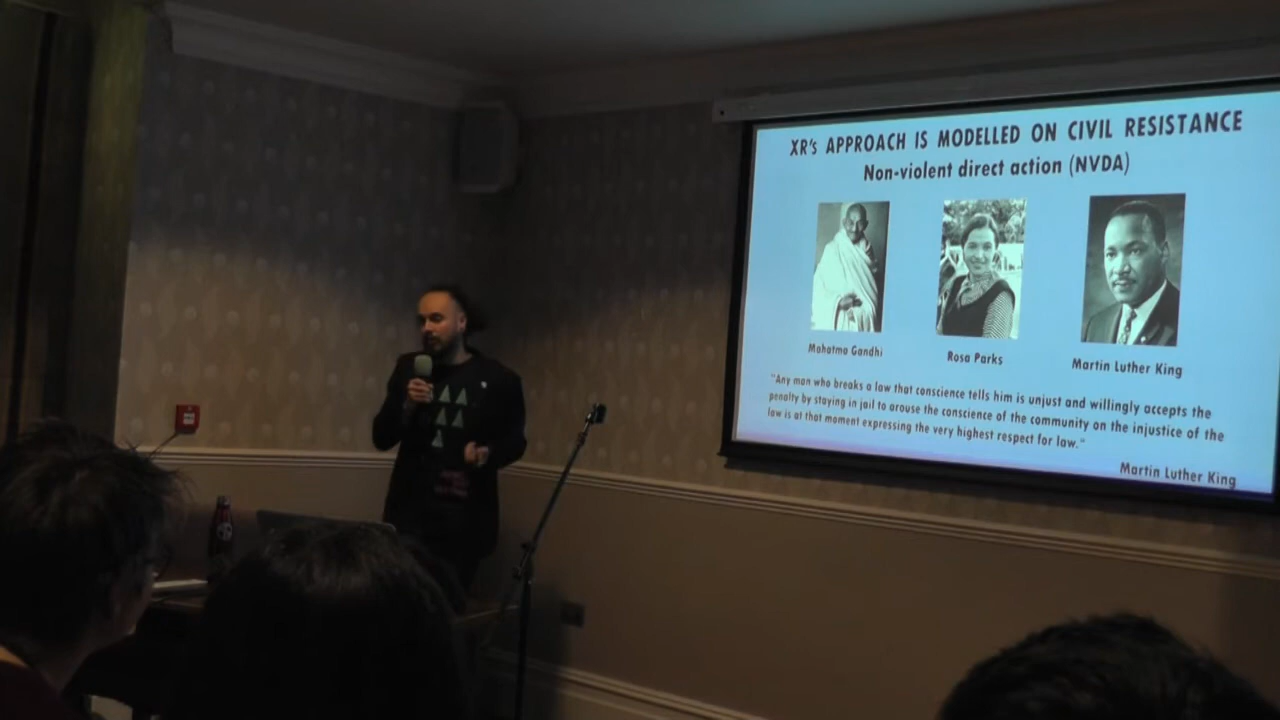 XR's APPROACH IS MODELLED ON CIVIL RESISTANCE
Non-violent direct action (NVDA)
Mahatma Gandhi
Rosa Parks
Martin Luther King
"Any man who breaks a law that conscience tells him is unjust and willingly accepts the
penalty by staying in jail to arouse the conscience of the community on the injustice of the
law is at that moment expressing the very highest respect for law."
Martin Luther King